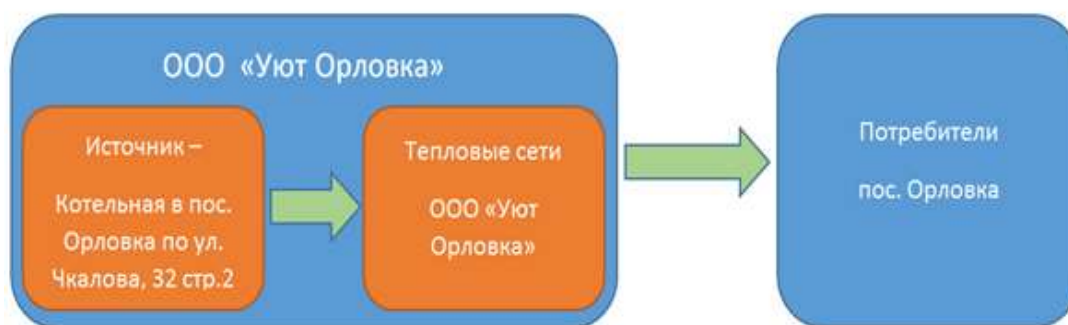 ООО «Уют Орловка»
Источник –
Котельная в пос.
Орловка по ул.
Чкалова, 32 стр.2
Тепловые сети
ООО «Уют
Орловка»
Потребители
пос. Орловка